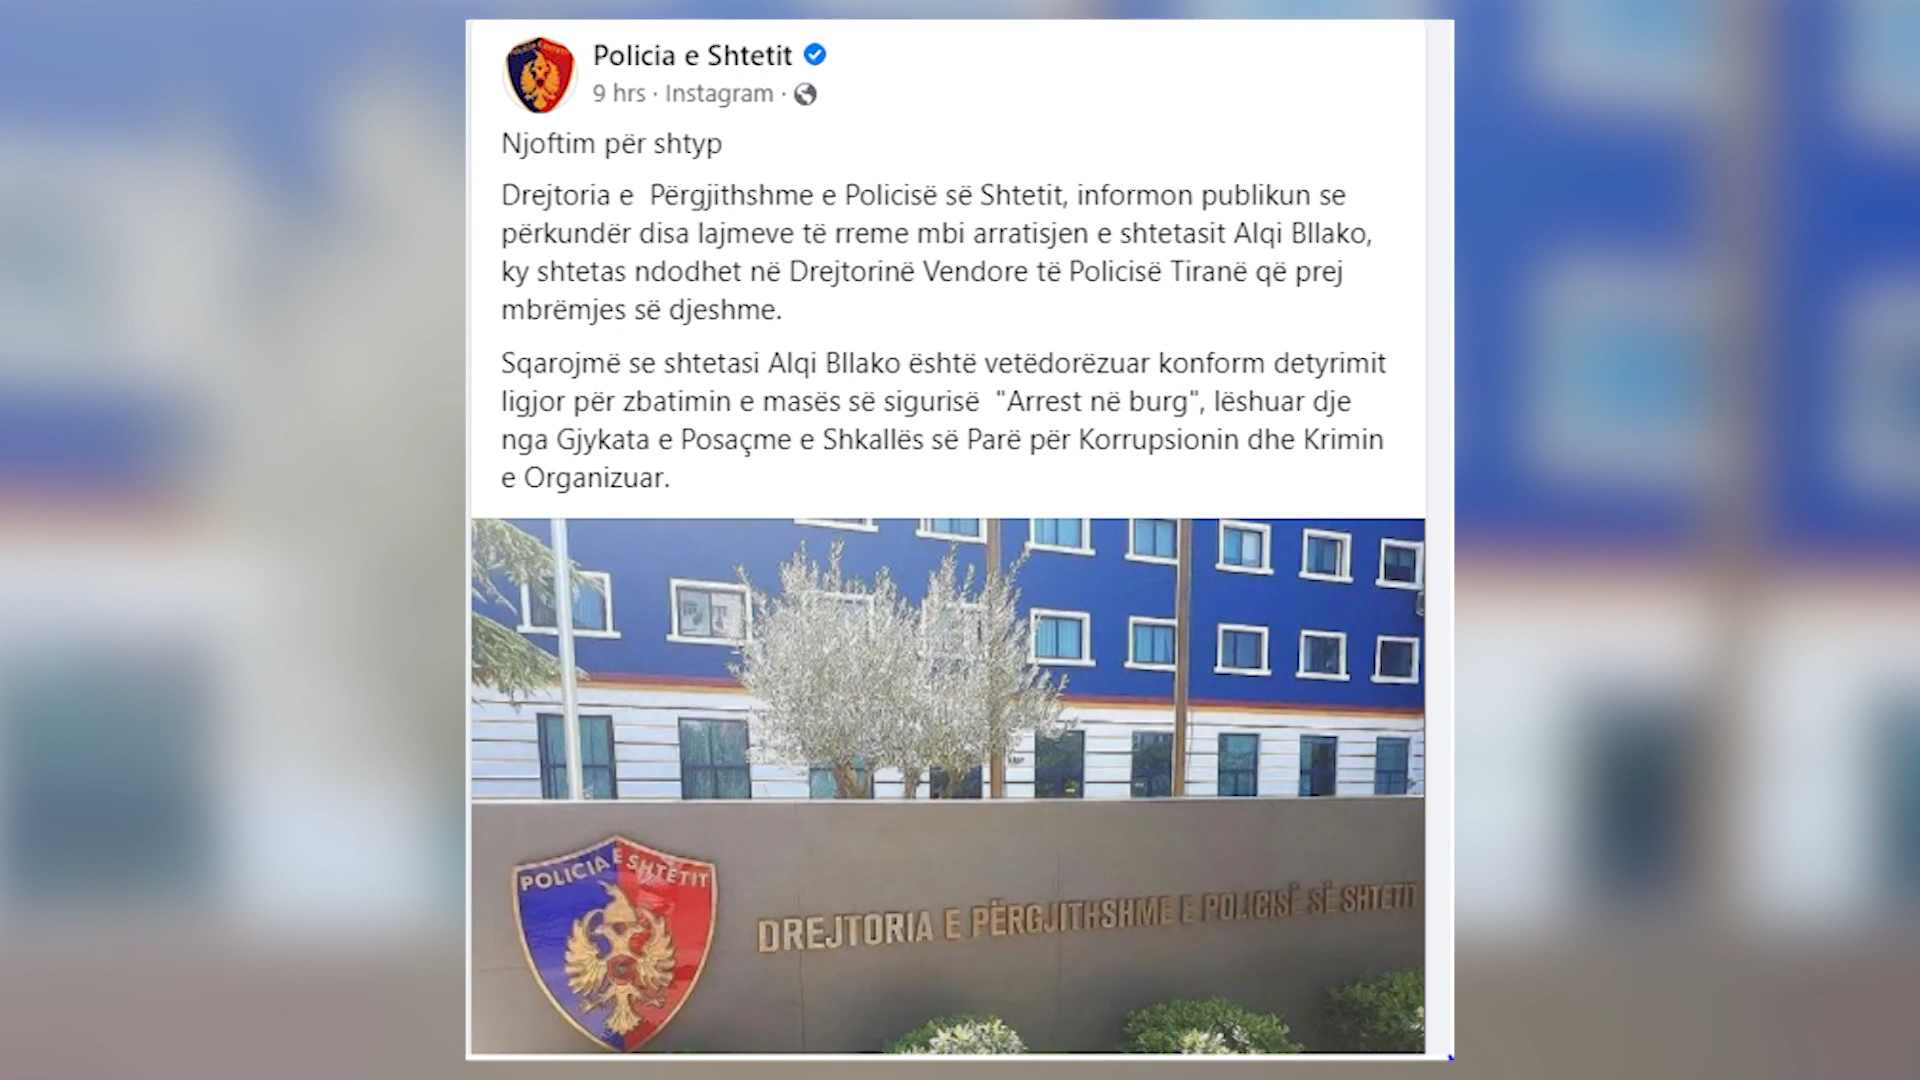 Policia e Shtetit
9 hrs · Instagram ·
Njoftim për shtyp
Drejtoria e Përgjithshme e Policisë së Shtetit, informon publikun se
përkundër disa lajmeve të rreme mbi arratisjen e shtetasit Alqi Bllako,
ky shtetas ndodhet në Drejtorinë Vendore të Policisë Tiranë që prej
mbrëmjes së djeshme.
Sqarojmë se shtetasi Alqi Bllako është vetëdorëzuar konform detyrimit
ligjor për zbatimin e masës së sigurisë "Arrest në burg", lëshuar dje
nga Gjykata e Posaçme e Shkallës së Parë për Korrupsionin dhe Krimin
e Organizuar.
POLICIA E SHTETIT
DREJTORIA E PËRGJITHSHME E POLICISË SË SHTETIT